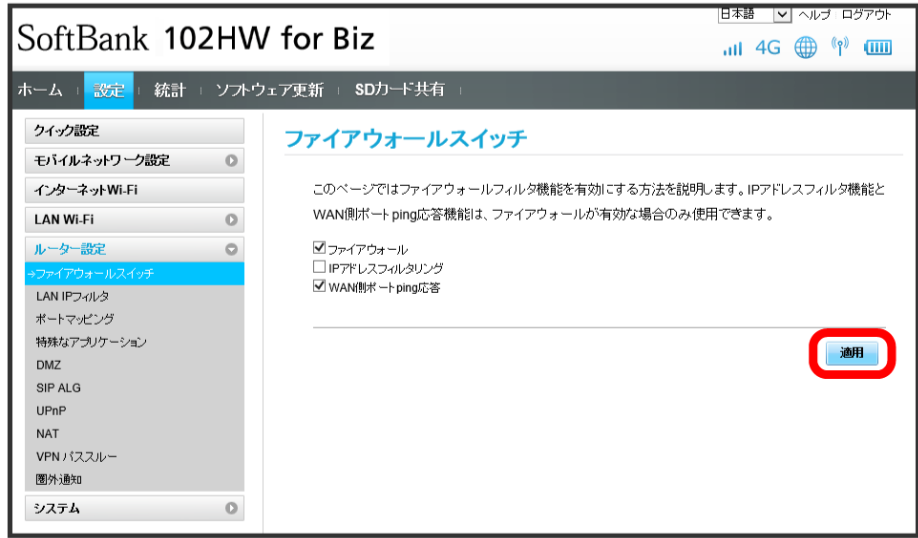 日本語 ヘルプ ログアウト
SoftBank 102HW for Biz
4G
ホーム 設定 統計 ソフトウェア更新 SDカード共有
クイック設定
モバイルネットワーク設定
インターネットWi-Fi
LAN Wi-Fi
ルーター設定
→ファイアウォールスイッチ
LAN IPフィルタ
ポートマッピング
特殊なアプリケーション
DMZ
SIP ALG
UPnP
NAT
VPN パススルー
圏外通知
システム
ファイアウォールスイッチ
このページではファイアウォールフィルタ機能を有効にする方法を説明します。IPアドレスフィルタ機能と
WAN側ポートping応答機能は、ファイアウォールが有効な場合のみ使用できます。
ファイアウォール
IPアドレスフィルタリング
WAN側ポートping応答
適用